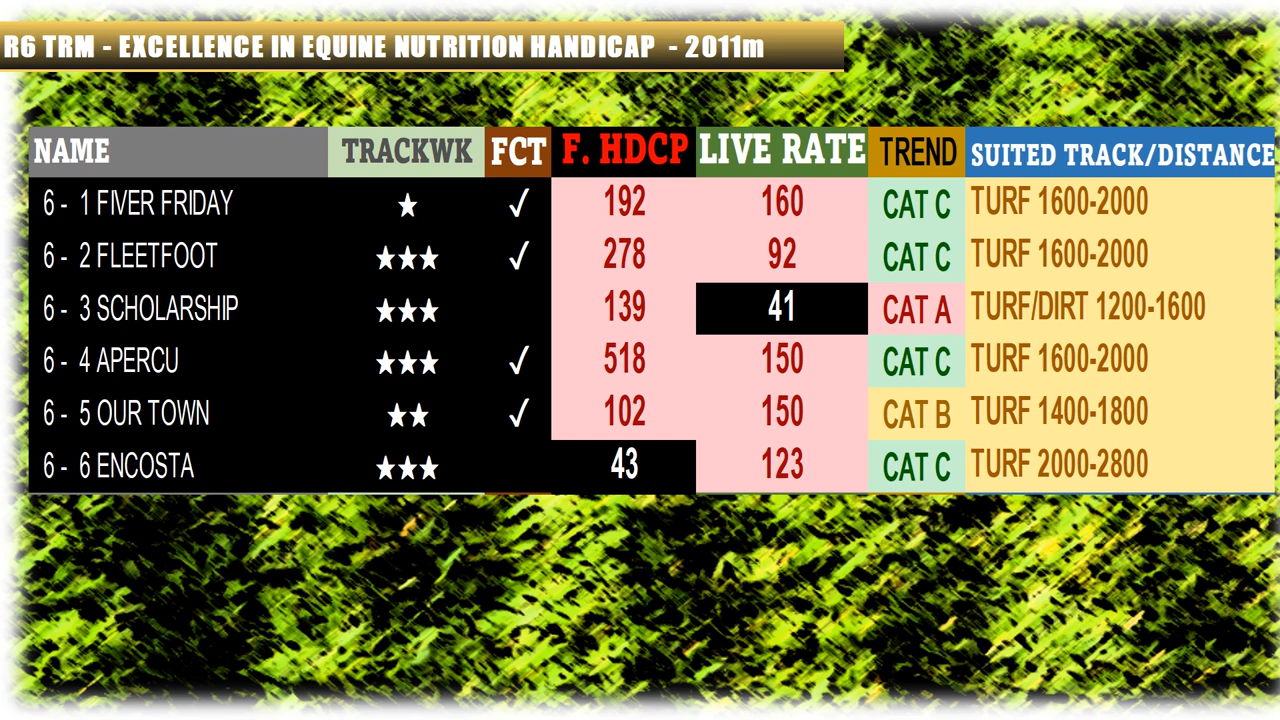 R6 TRM - EXCELLENCE IN EQUINE NUTRITION HANDICAP - 2011m
NAME TRACKWK FCT F. HDCP LIVE RATE TREND SUITED TRACK/DISTANCE
6 - 1 FIVER FRIDAY ★ ✓ 192 160 CAT C TURF 1600-2000
6 - 2 FLEETFOOT ★★★ ✓ 278 92 CAT C TURF 1600-2000
6 - 3 SCHOLARSHIP ★★★ 139 41 CAT A TURF/DIRT 1200-1600
6 - 4 APERCU ★★★ ✓ 518 150 CAT C TURF 1600-2000
6 - 5 OUR TOWN ★★ ✓ 102 150 CAT B TURF 1400-1800
6 - 6 ENCOSTA ★★★ 43 123 CAT C TURF 2000-2800